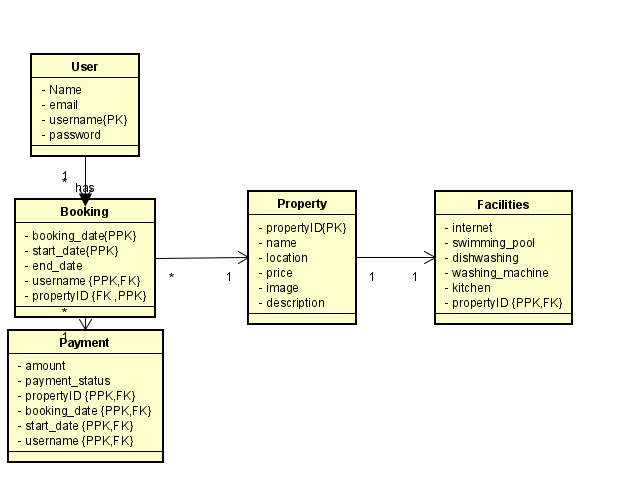 User
- Name
- email
- username{PK}
- password
1
*
has
Booking
- booking_date{PPK}
- start_date{PPK}
- end_date
- username {PPK,FK}
- propertyID {FK ,PPK}
*
1
Property
- propertyID{PK}
- name
- location
- price
- image
- description
1
1
Facilities
- internet
- swimming_pool
- dishwashing
- washing_machine
- kitchen
- propertyID {PPK,FK}
*
1
Payment
- amount
- payment_status
- propertyID {PPK,FK}
- booking_date {PPK,FK}
- start_date {PPK,FK}
- username {PPK,FK}